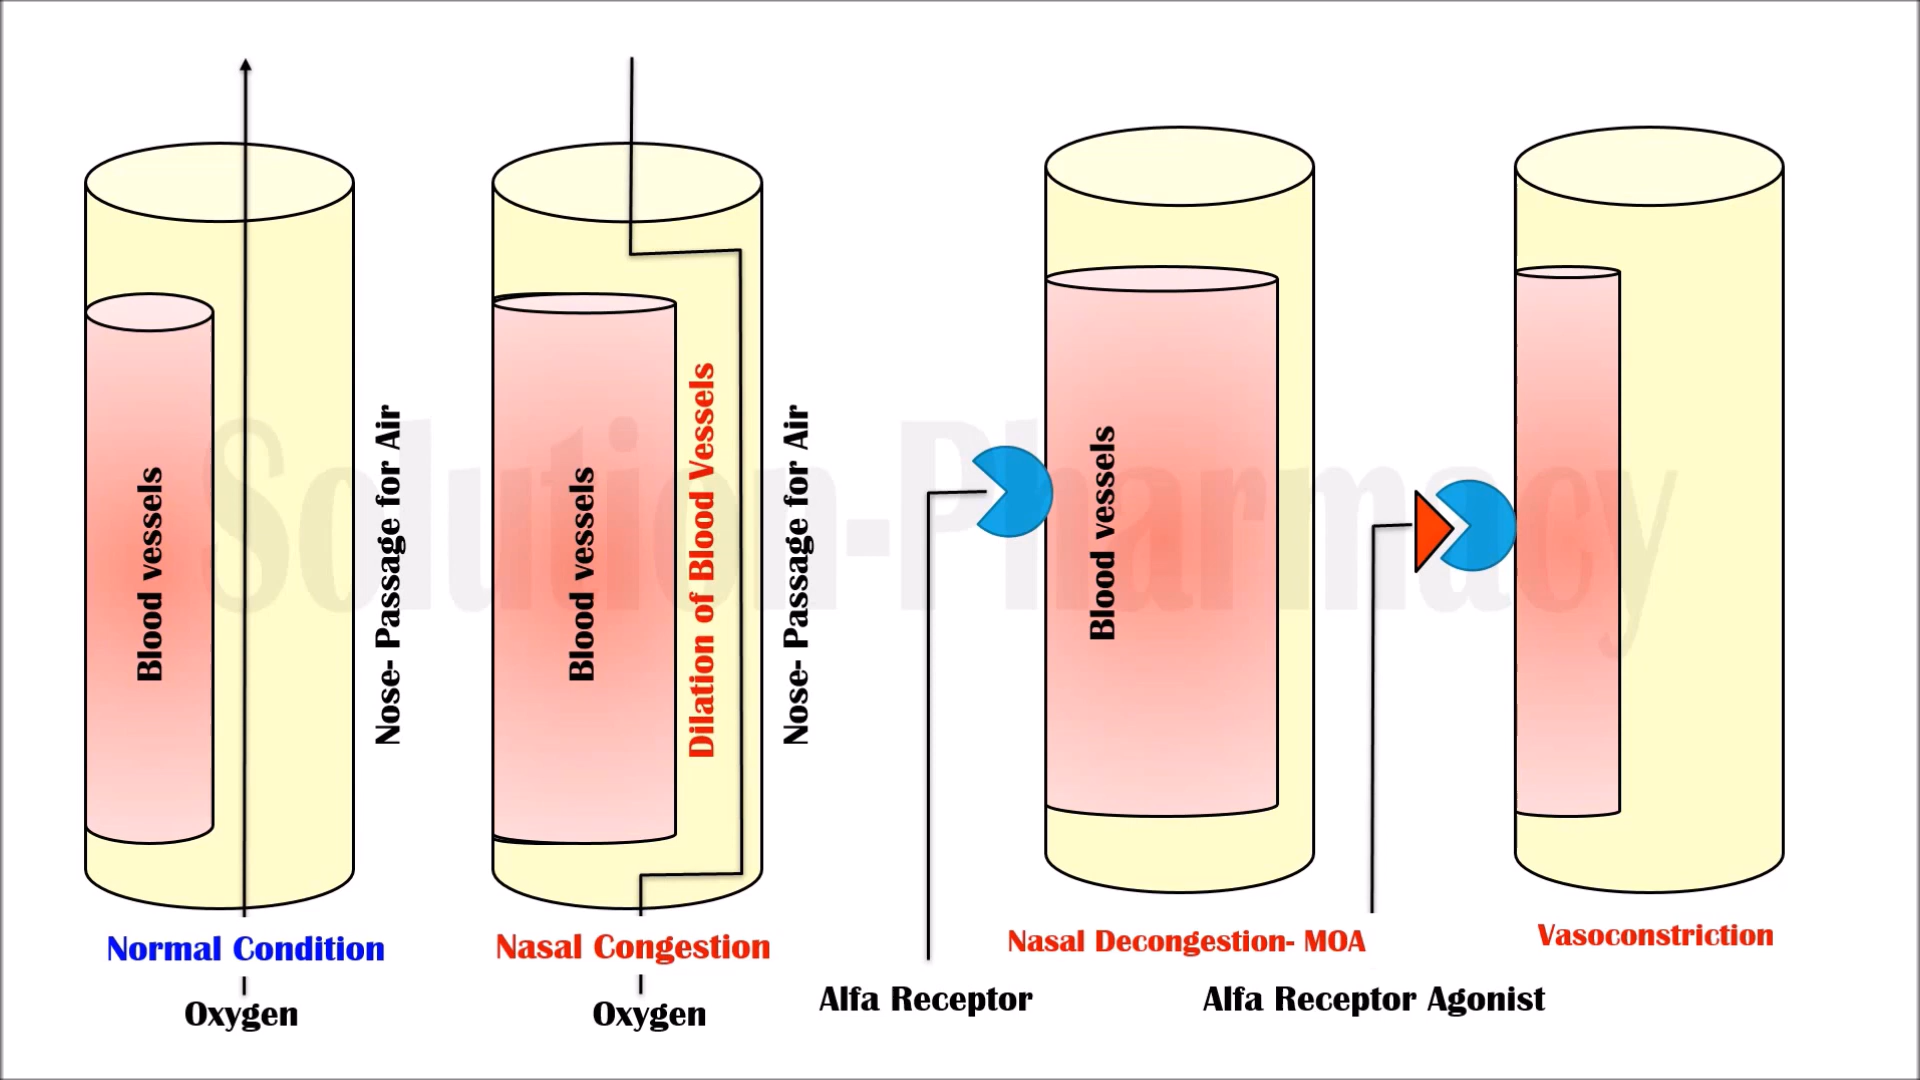 Blood vessels
Nose- Passage for Air
Blood vessels
Dilation of Blood Vessels
Nose- Passage for Air
Blood vessels
Solution-Pharmacy
Normal Condition
Nasal Congestion
Nasal Decongestion- MOA
Vasoconstriction
Oxygen
Oxygen
Alfa Receptor
Alfa Receptor Agonist